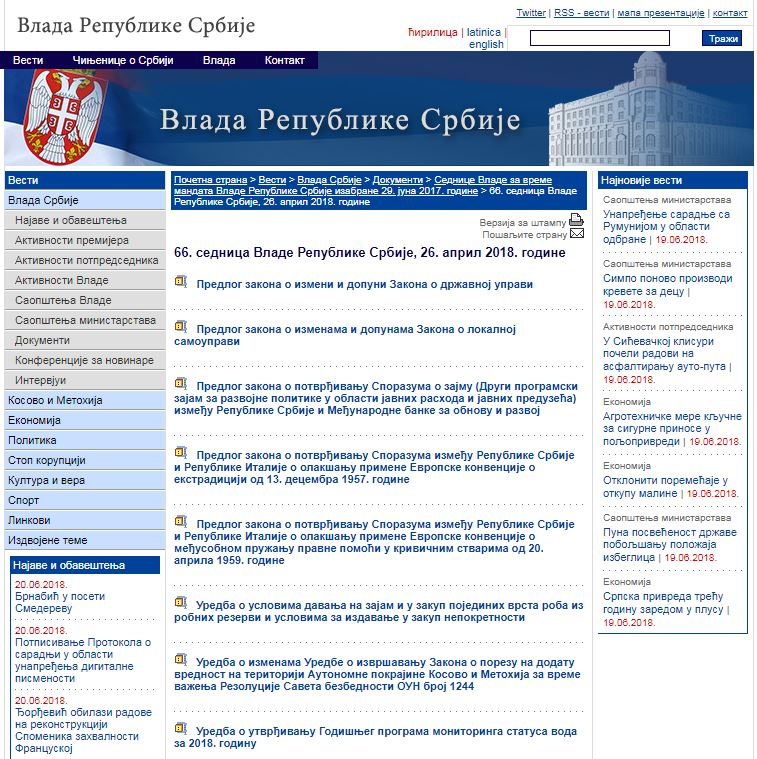 Влада Републике Србије
Twitter | RSS - вести | мапа презентације | контакт
ћирилица | latinica |
english
Тражи
Вести Чињенице о Србији Влада Контакт
Влада Републике Србије
Вести
Влада Србије
Најаве и обавештења
Активности премијера
Активности потпредседника
Активности Владе
Саопштења Владе
Саопштења министарстава
Документи
Конференције за новинаре
Интервјуи
Косово и Метохија
Економија
Политика
Стоп корупцији
Култура и вера
Спорт
Линкови
Издвојене теме
Најаве и обавештења
20.06.2018.
Брнабић у посети
Смедереву
20.06.2018.
Потписивање Протокола о
сарадњи у области
унапређења дигиталне
писмености
20.06.2018.
Ђорђевић обилази радове
на реконструкцији
Споменика захвалности
Француској
Почетна страна > Вести > Влада Србије > Документи > Седнице Владе за време
мандата Владе Републике Србије изабране 29. јуна 2017. године > 66. седница Владе
Републике Србије, 26. април 2018. године
Верзија за штампу
Пошаљите страну
66. седница Владе Републике Србије, 26. април 2018. године
Предлог закона о измени и допуни Закона о државној управи
Предлог закона о изменама и допунама Закона о локалној
самоуправи
Предлог закона о потврђивању Споразума о зајму (Други програмски
зајам за развојне политике у области јавних расхода и јавних предузећа)
између Републике Србије и Међународне банке за обнову и развој
Предлог закона о потврђивању Споразума између Републике Србије
и Републике Италије о олакшању примене Европске конвенције о
екстрадицији од 13. децембра 1957. године
Предлог закона о потврђивању Споразума између Републике Србије
и Републике Италије о олакшању примене Европске конвенције о
међусобном пружању правне помоћи у кривичним стварима од 20.
априла 1959. године
Уредба о условима давања на зајам и у закуп појединих врста роба из
робних резерви и условима за издавање у закуп непокретности
Уредба о изменама Уредбе о извршавању Закона о порезу на додату
вредност на територији Аутономне покрајине Косово и Метохија за време
важења Резолуције Савета безбедности ОУН број 1244
Уредба о утврђивању Годишњег програма мониторинга статуса вода
за 2018. годину
Најновије вести
Саопштења министарстава
Унапређење сарадње са
Румунијом у области
одбране | 19.06.2018.
Саопштења министарстава
Симпо поново производи
кревете за децу |
19.06.2018.
Активности потпредседника
У Сићевачкој клисури
почели радови на
асфалтирању ауто-пута |
19.06.2018.
Економија
Агротехничке мере кључне
за сигурне приносе у
пољопривреди | 19.06.2018.
Економија
Отклонити поремећаје у
откупу малине | 19.06.2018.
Саопштења министарстава
Пуна посвећеност државе
побољшању положаја
избеглица | 19.06.2018.
Економија
Српска привреда трећу
годину заредом у плусу |
19.06.2018.